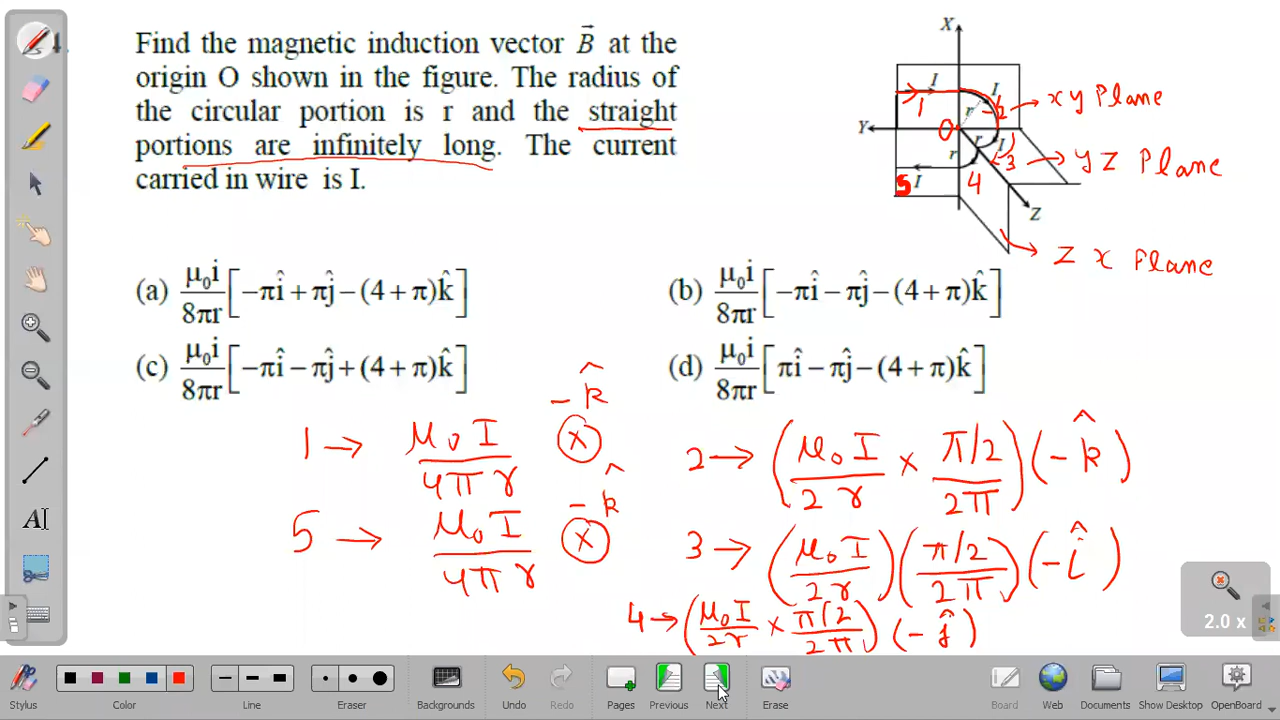 Find the magnetic induction vector B⃗ at the
origin O shown in the figure. The radius of
the circular portion is r and the straight
portions are infinitely long. The current
carried in wire is I.
X
I
I
1
r
2
xy Plane
Y
O
r
I
3
yz Plane
r
4
5
I
Z
z x Plane
(a) μ₀i/8πr [−πî + πĵ − (4 + π)k̂]
(b) μ₀i/8πr [−πî − πĵ − (4 + π)k̂]
(c) μ₀i/8πr [−πî − πĵ + (4 + π)k̂]
(d) μ₀i/8πr [πî − πĵ − (4 + π)k̂]
1 → μ₀I/4πr ⊗ −k̂
2 → (μ₀I/2r × π/2/2π)(−k̂)
5 → μ₀I/4πr ⊗ −k̂
3 → (μ₀I/2r)(π/2/2π)(−î)
4 → (μ₀I/2r × π/2/2π)(−ĵ)
2.0 x
Stylus
Color
Line
Eraser
Backgrounds
Undo
Redo
Pages
Previous
Next
Erase
Board
Web
Documents
Show Desktop
OpenBoard